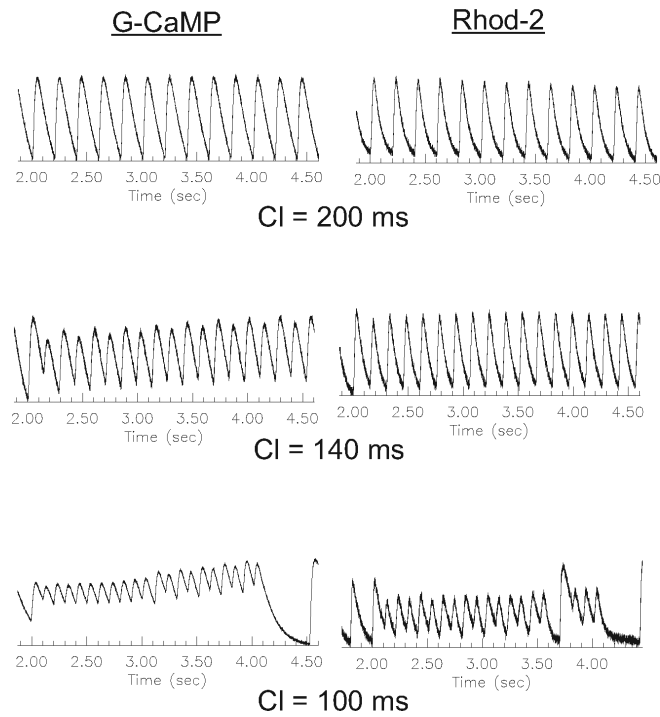 G-CaMP Rhod-2
2.00 2.50 3.00 3.50 4.00 4.50 2.00 2.50 3.00 3.50 4.00 4.50
Time (sec) Time (sec)
CI = 200 ms
2.00 2.50 3.00 3.50 4.00 4.50 2.00 2.50 3.00 3.50 4.00 4.50
Time (sec) Time (sec)
CI = 140 ms
2.00 2.50 3.00 3.50 4.00 4.50 2.00 2.50 3.00 3.50 4.00
Time (sec) Time (sec)
CI = 100 ms